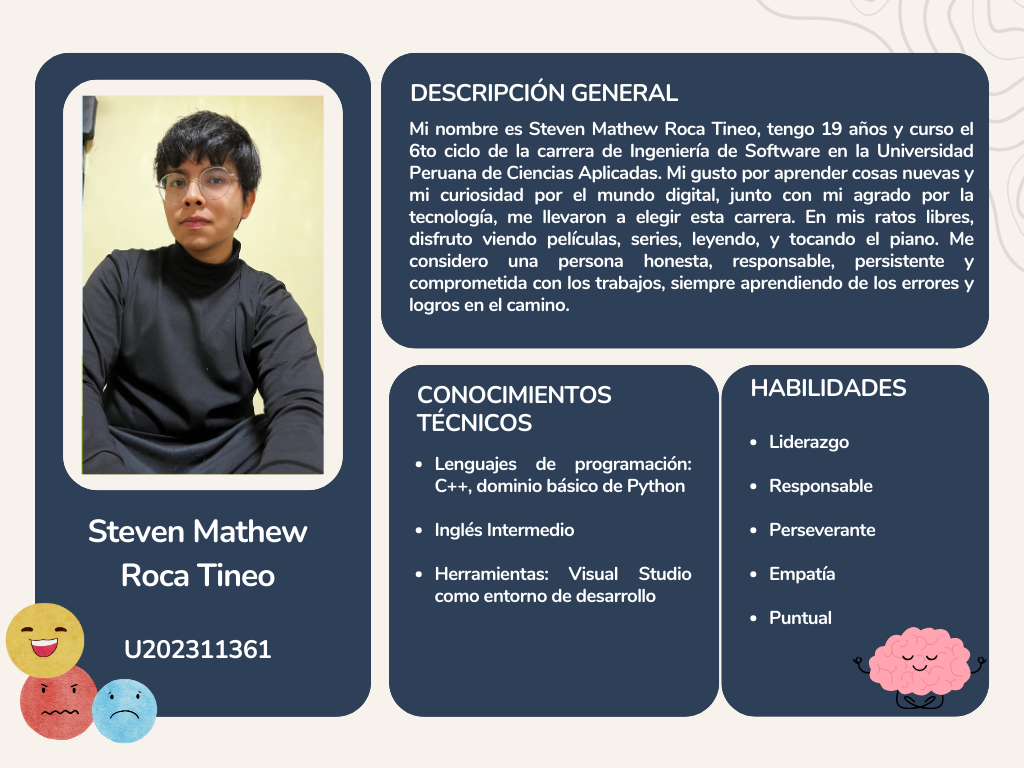 DESCRIPCIÓN GENERAL
Mi nombre es Steven Mathew Roca Tineo, tengo 19 años y curso el
6to ciclo de la carrera de Ingeniería de Software en la Universidad
Peruana de Ciencias Aplicadas. Mi gusto por aprender cosas nuevas y
mi curiosidad por el mundo digital, junto con mi agrado por la
tecnología, me llevaron a elegir esta carrera. En mis ratos libres,
disfruto viendo películas, series, leyendo, y tocando el piano. Me
considero una persona honesta, responsable, persistente y
comprometida con los trabajos, siempre aprendiendo de los errores y
logros en el camino.
Steven Mathew
Roca Tineo
U202311361
CONOCIMIENTOS
TÉCNICOS
• Lenguajes de programación:
C++, dominio básico de Python
• Inglés Intermedio
• Herramientas: Visual Studio
como entorno de desarrollo
HABILIDADES
• Liderazgo
• Responsable
• Perseverante
• Empatía
• Puntual